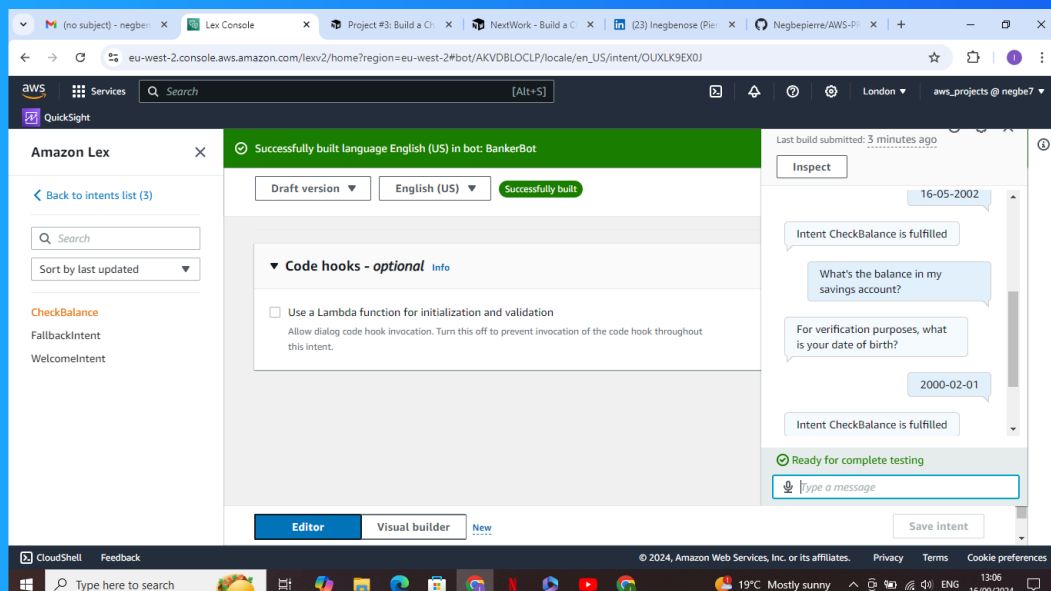 (no subject) - negben
Lex Console
Project #3: Build a Ch
NextWork - Build a C
(23) Inegbenose (Pier
Negbepierre/AWS-PR
eu-west-2.console.aws.amazon.com/lexv2/home?region=eu-west-2#bot/AKVDBLOCLP/locale/en_US/intent/OUXLK9EX0J
I
aws
Services
Search
[Alt+S]
London
aws_projects @ negbe7
QuickSight
Amazon Lex
Back to intents list (3)
Search
Sort by last updated
CheckBalance
FallbackIntent
WelcomeIntent
Successfully built language English (US) in bot: BankerBot
Draft version
English (US)
Successfully built
Code hooks - optional Info
Use a Lambda function for initialization and validation
Allow dialog code hook invocation. Turn this off to prevent invocation of the code hook throughout
this intent.
Last build submitted: 3 minutes ago
Inspect
16-05-2002
Intent CheckBalance is fulfilled
What's the balance in my
savings account?
For verification purposes, what
is your date of birth?
2000-02-01
Intent CheckBalance is fulfilled
Ready for complete testing
Type a message
Editor
Visual builder
New
Save intent
CloudShell
Feedback
© 2024, Amazon Web Services, Inc. or its affiliates.
Privacy
Terms
Cookie preferences
Type here to search
19°C Mostly sunny
ENG
13:06
16/09/2024